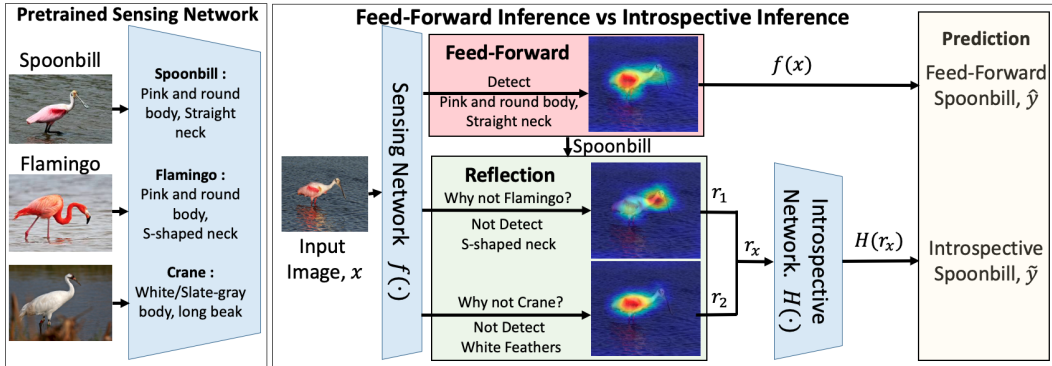 Pretrained Sensing Network
Spoonbill
Spoonbill :
Pink and round
body, Straight
neck
Flamingo
Flamingo :
Pink and round
body,
S-shaped neck
Crane
Crane :
White/Slate-gray
body, long beak
Feed-Forward Inference vs Introspective Inference
Input
Image, x
Sensing Network f(·)
Feed-Forward
Detect
Pink and round body,
Straight neck
f(x)
Spoonbill
Reflection
Why not Flamingo?
Not Detect
S-shaped neck
r₁
Why not Crane?
Not Detect
White Feathers
r₂
rₓ
Introspective
Network. H(·)
H(rₓ)
Prediction
Feed-Forward
Spoonbill, ŷ
Introspective
Spoonbill, ỹ